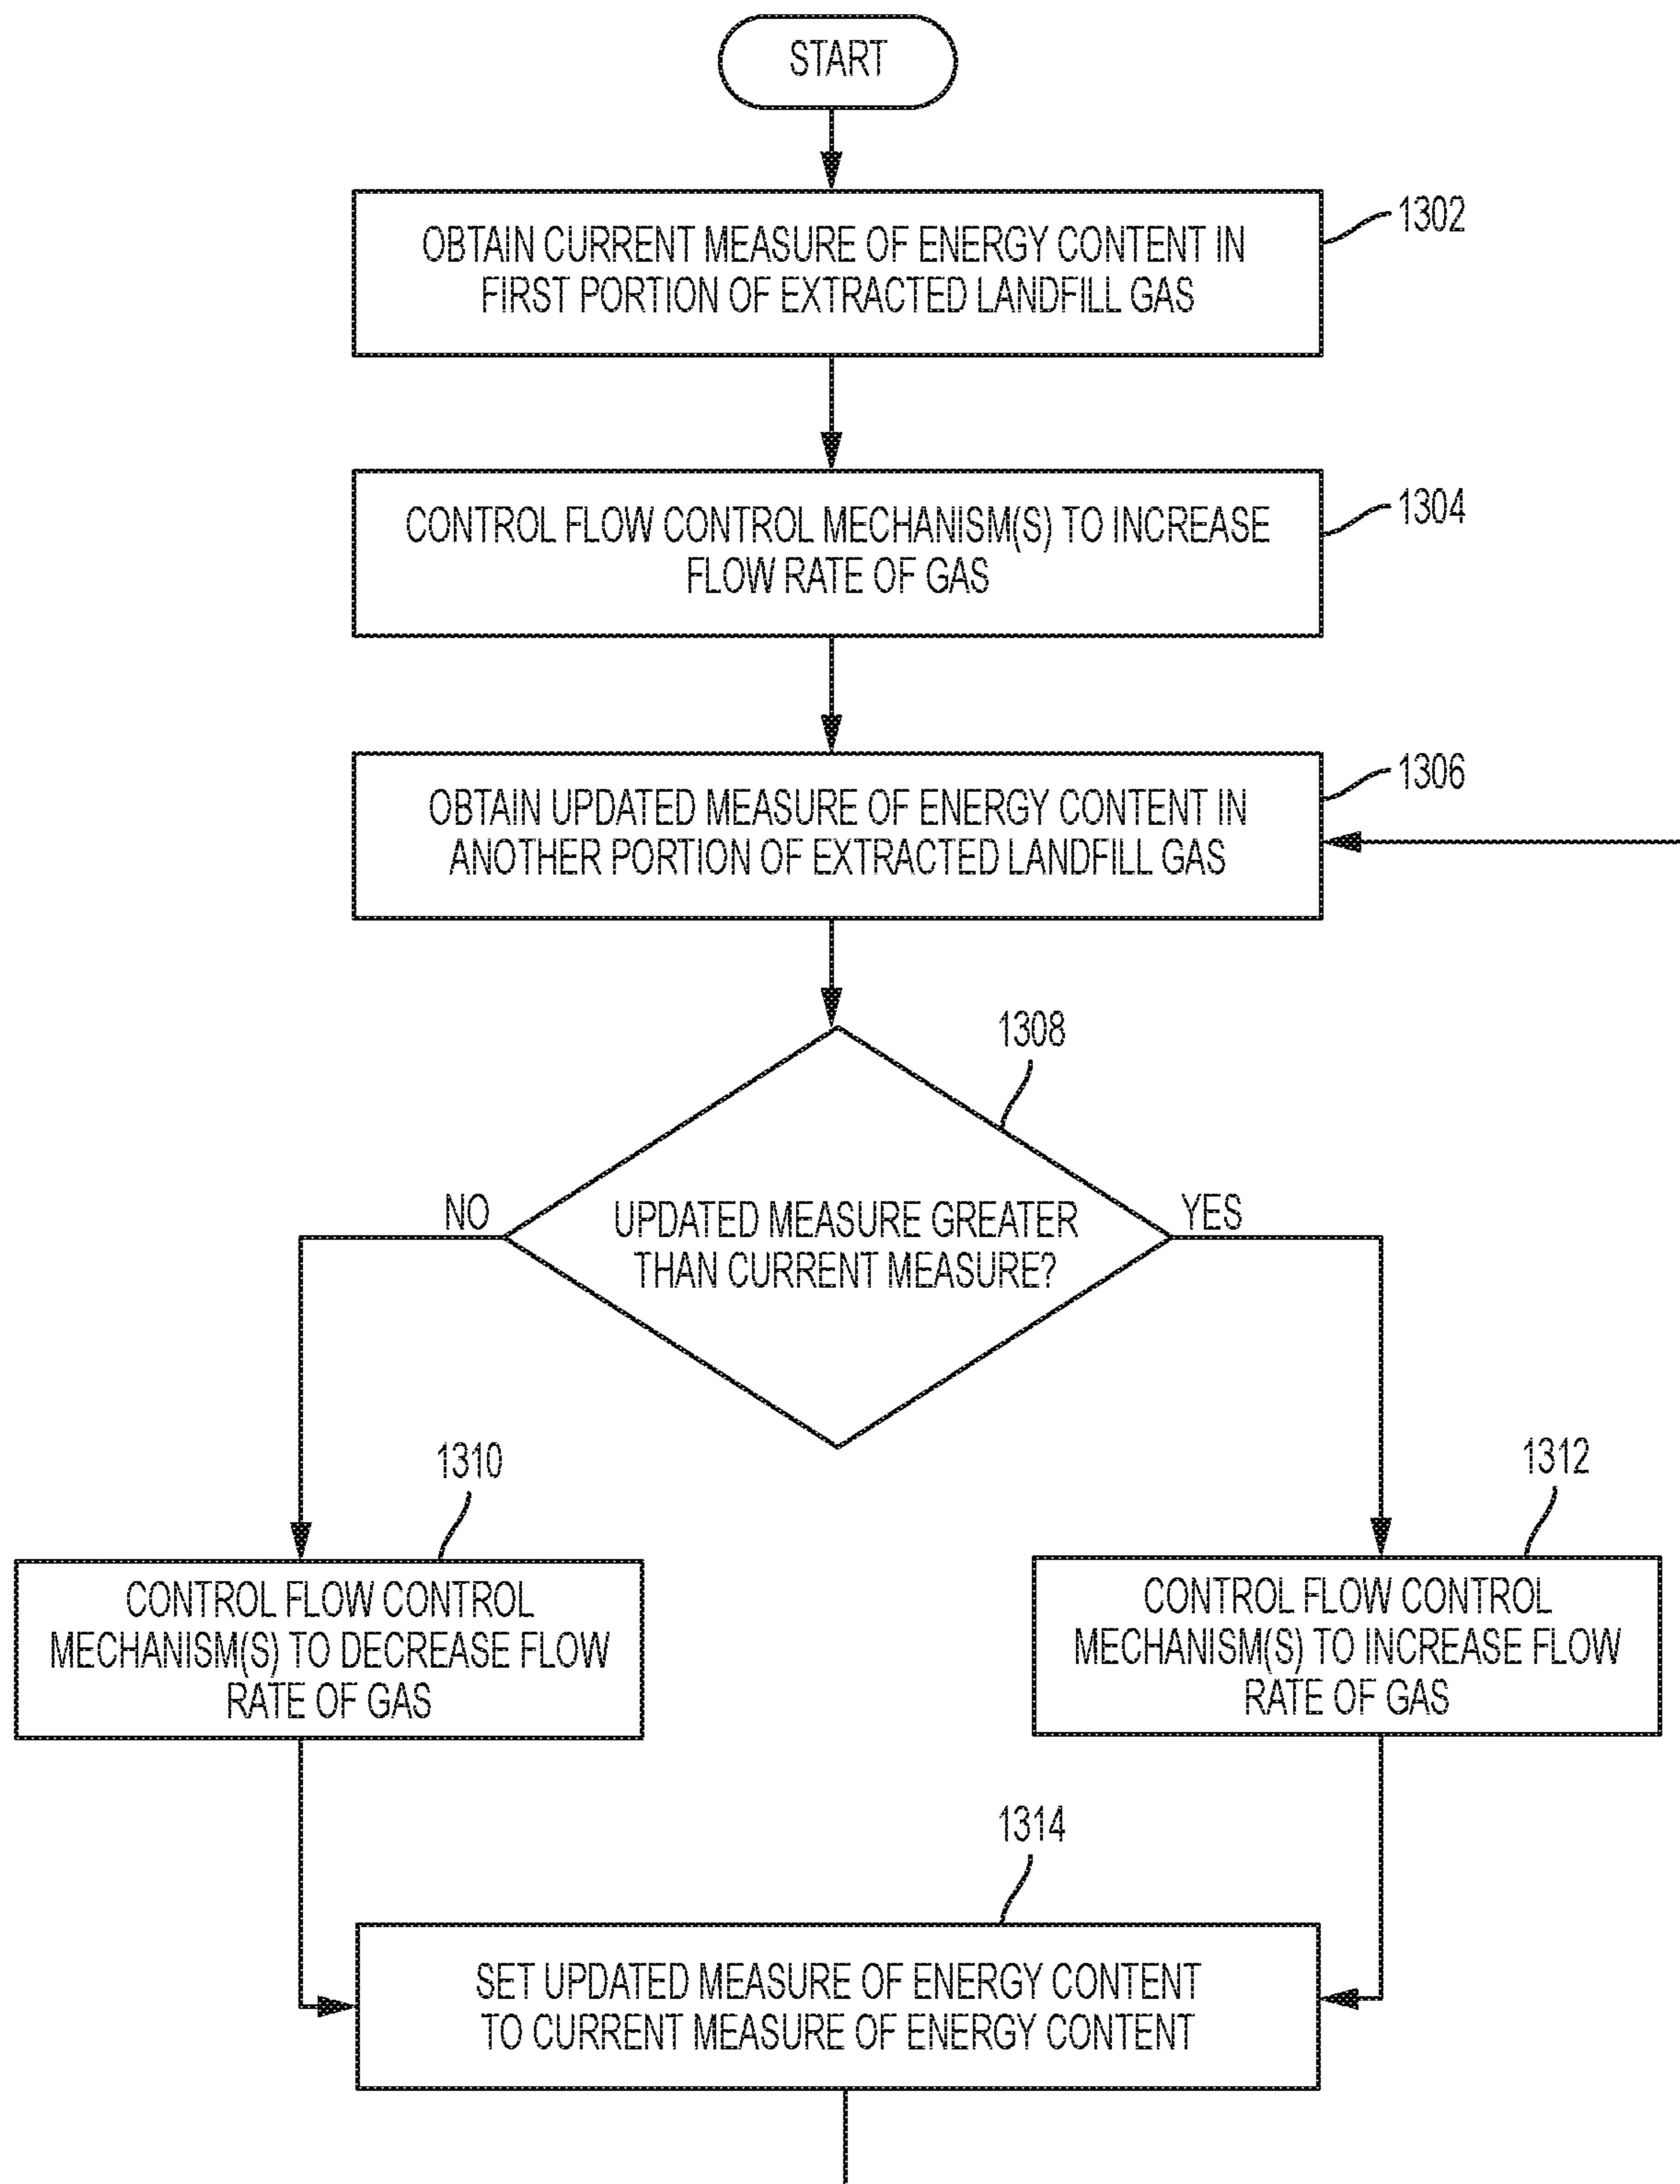 START
OBTAIN CURRENT MEASURE OF ENERGY CONTENT IN
FIRST PORTION OF EXTRACTED LANDFILL GAS
1302
CONTROL FLOW CONTROL MECHANISM(S) TO INCREASE
FLOW RATE OF GAS
1304
OBTAIN UPDATED MEASURE OF ENERGY CONTENT IN
ANOTHER PORTION OF EXTRACTED LANDFILL GAS
1306
1308
NO
UPDATED MEASURE GREATER
THAN CURRENT MEASURE?
YES
1310
CONTROL FLOW CONTROL
MECHANISM(S) TO DECREASE FLOW
RATE OF GAS
1312
CONTROL FLOW CONTROL
MECHANISM(S) TO INCREASE FLOW
RATE OF GAS
1314
SET UPDATED MEASURE OF ENERGY CONTENT
TO CURRENT MEASURE OF ENERGY CONTENT